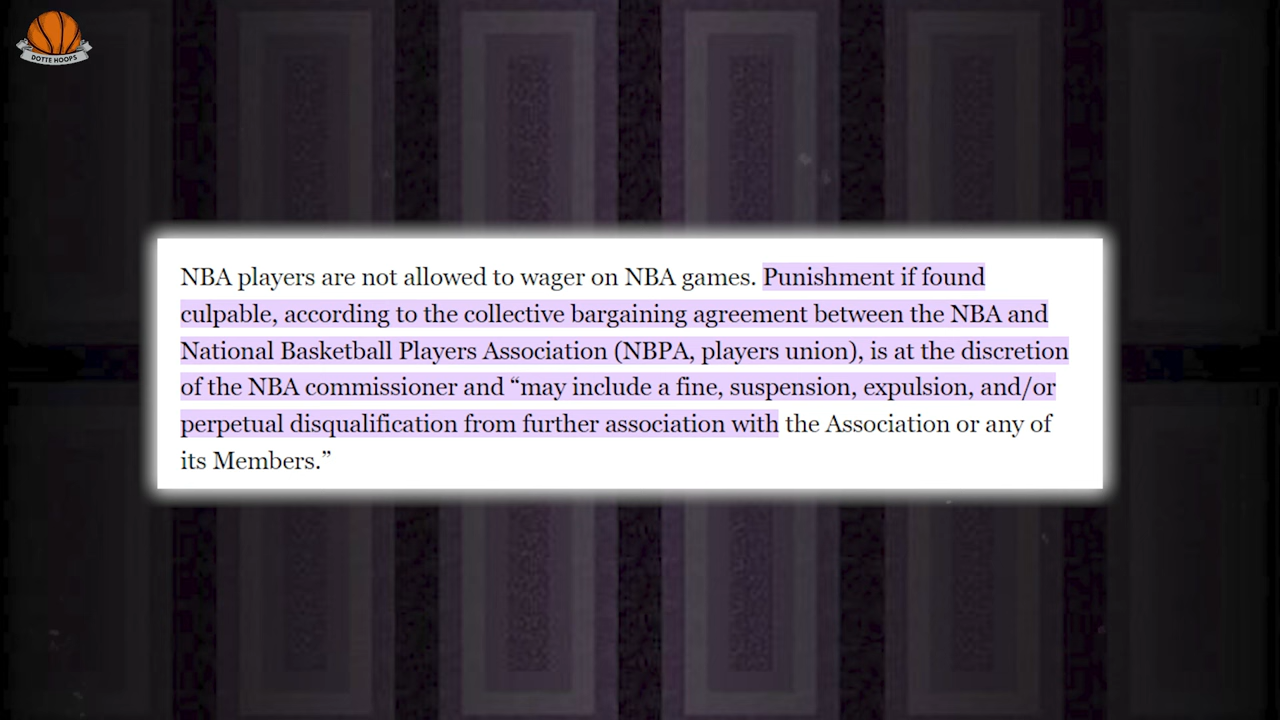 DOTTE HOOPS
NBA players are not allowed to wager on NBA games. Punishment if found
culpable, according to the collective bargaining agreement between the NBA and
National Basketball Players Association (NBPA, players union), is at the discretion
of the NBA commissioner and “may include a fine, suspension, expulsion, and/or
perpetual disqualification from further association with the Association or any of
its Members.”